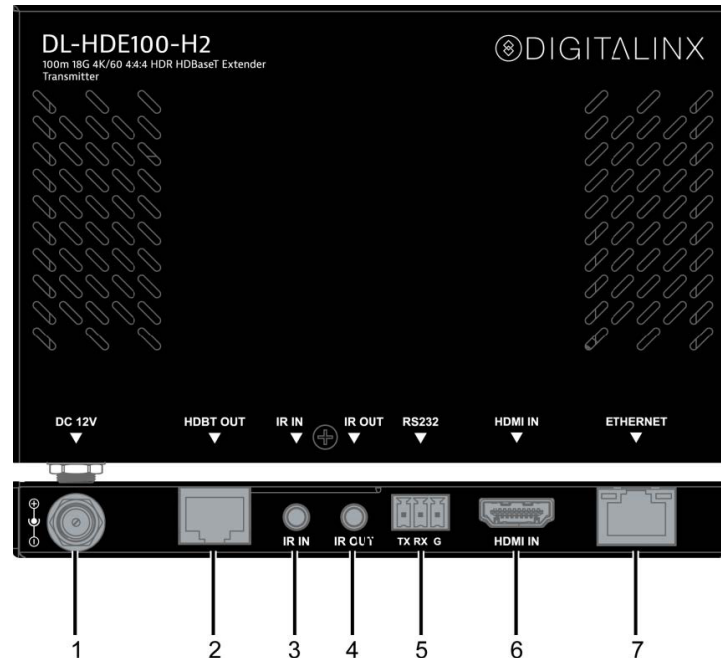 DL-HDE100-H2
100m 18G 4K/60 4:4:4 HDR HDBaseT Extender
Transmitter
DIGITALINX
DC 12V HDBT OUT IR IN IR OUT RS232 HDMI IN ETHERNET
IR IN IR OUT TX RX G HDMI IN
1 2 3 4 5 6 7